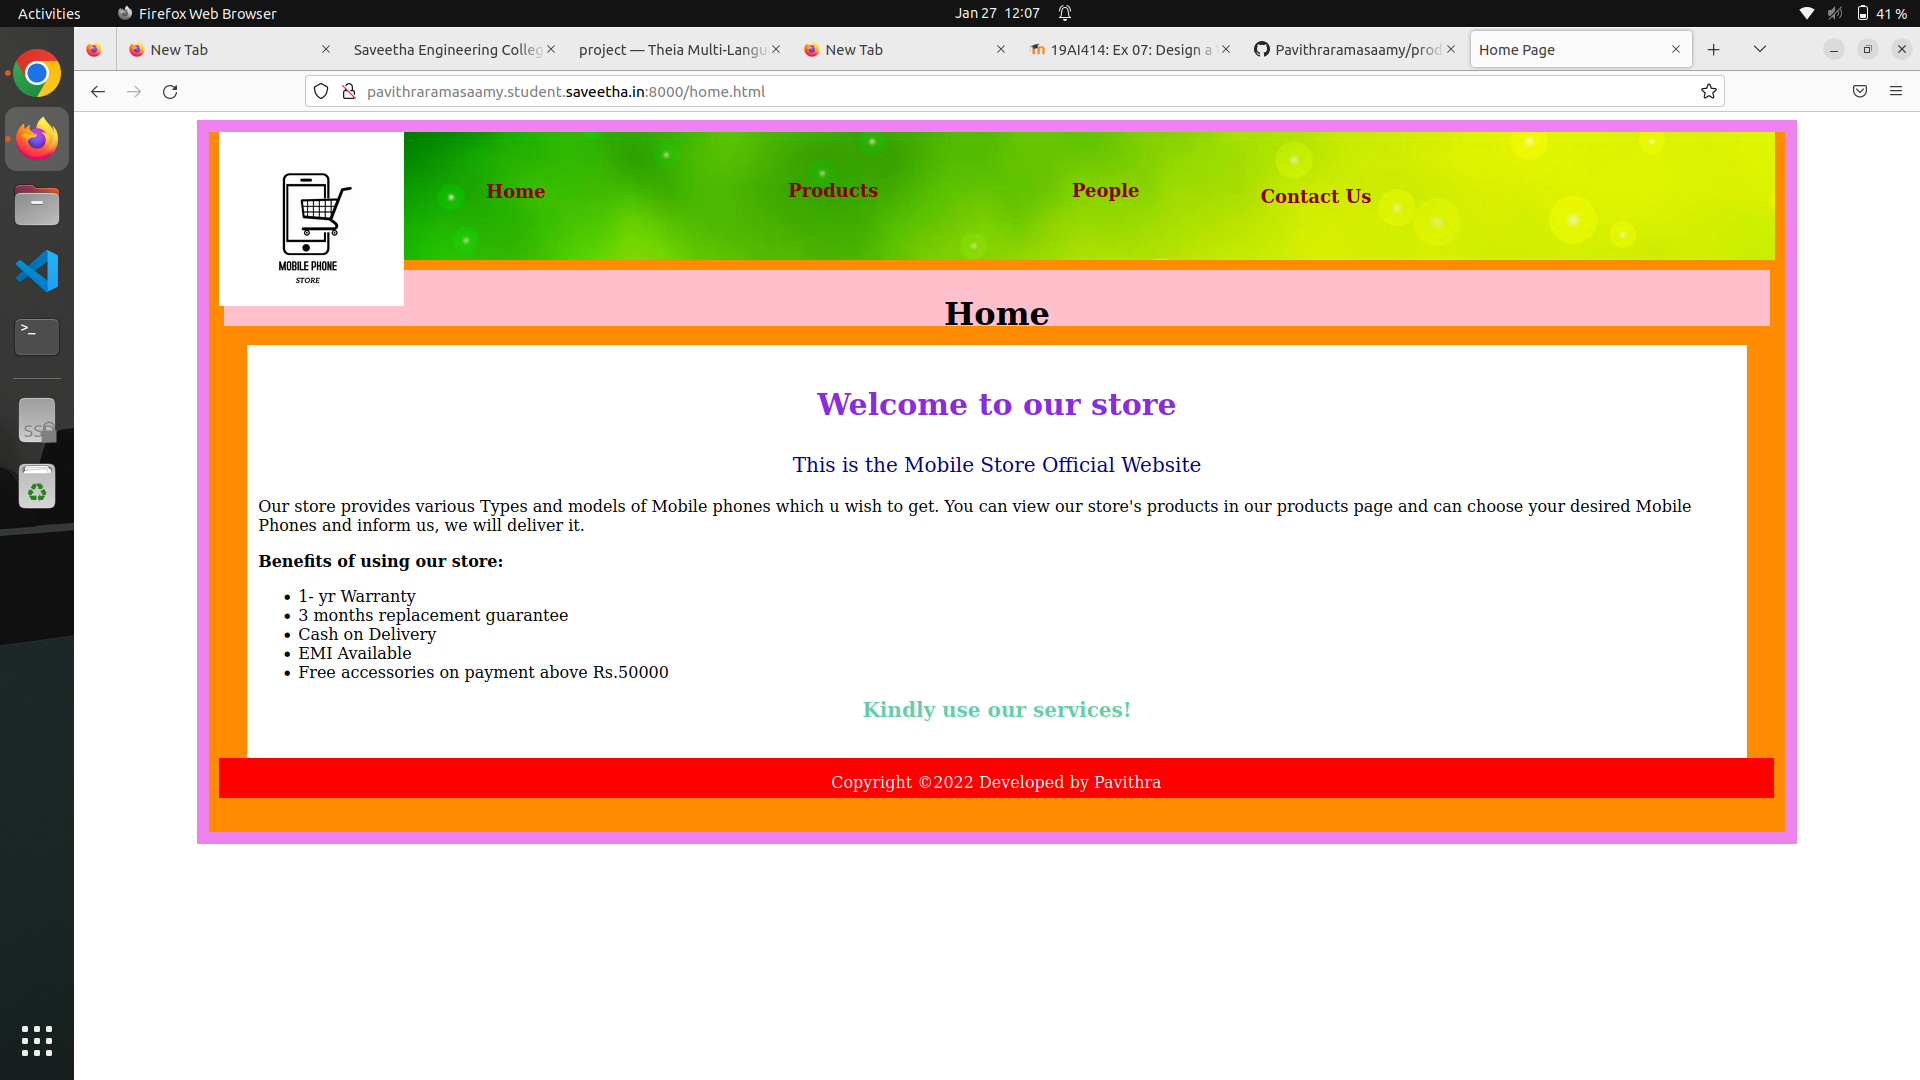 Activities
Firefox Web Browser
Jan 27 12:07
41 %
New Tab
Saveetha Engineering Colleg
project — Theia Multi-Langu
New Tab
19AI414: Ex 07: Design a
Pavithraramasaamy/prod
Home Page
pavithraramasaamy.student.saveetha.in:8000/home.html
MOBILE PHONE
STORE
Home
Products
People
Contact Us
Home
Welcome to our store
This is the Mobile Store Official Website
Our store provides various Types and models of Mobile phones which u wish to get. You can view our store's products in our products page and can choose your desired Mobile
Phones and inform us, we will deliver it.
Benefits of using our store:
• 1- yr Warranty
• 3 months replacement guarantee
• Cash on Delivery
• EMI Available
• Free accessories on payment above Rs.50000
Kindly use our services!
Copyright ©2022 Developed by Pavithra